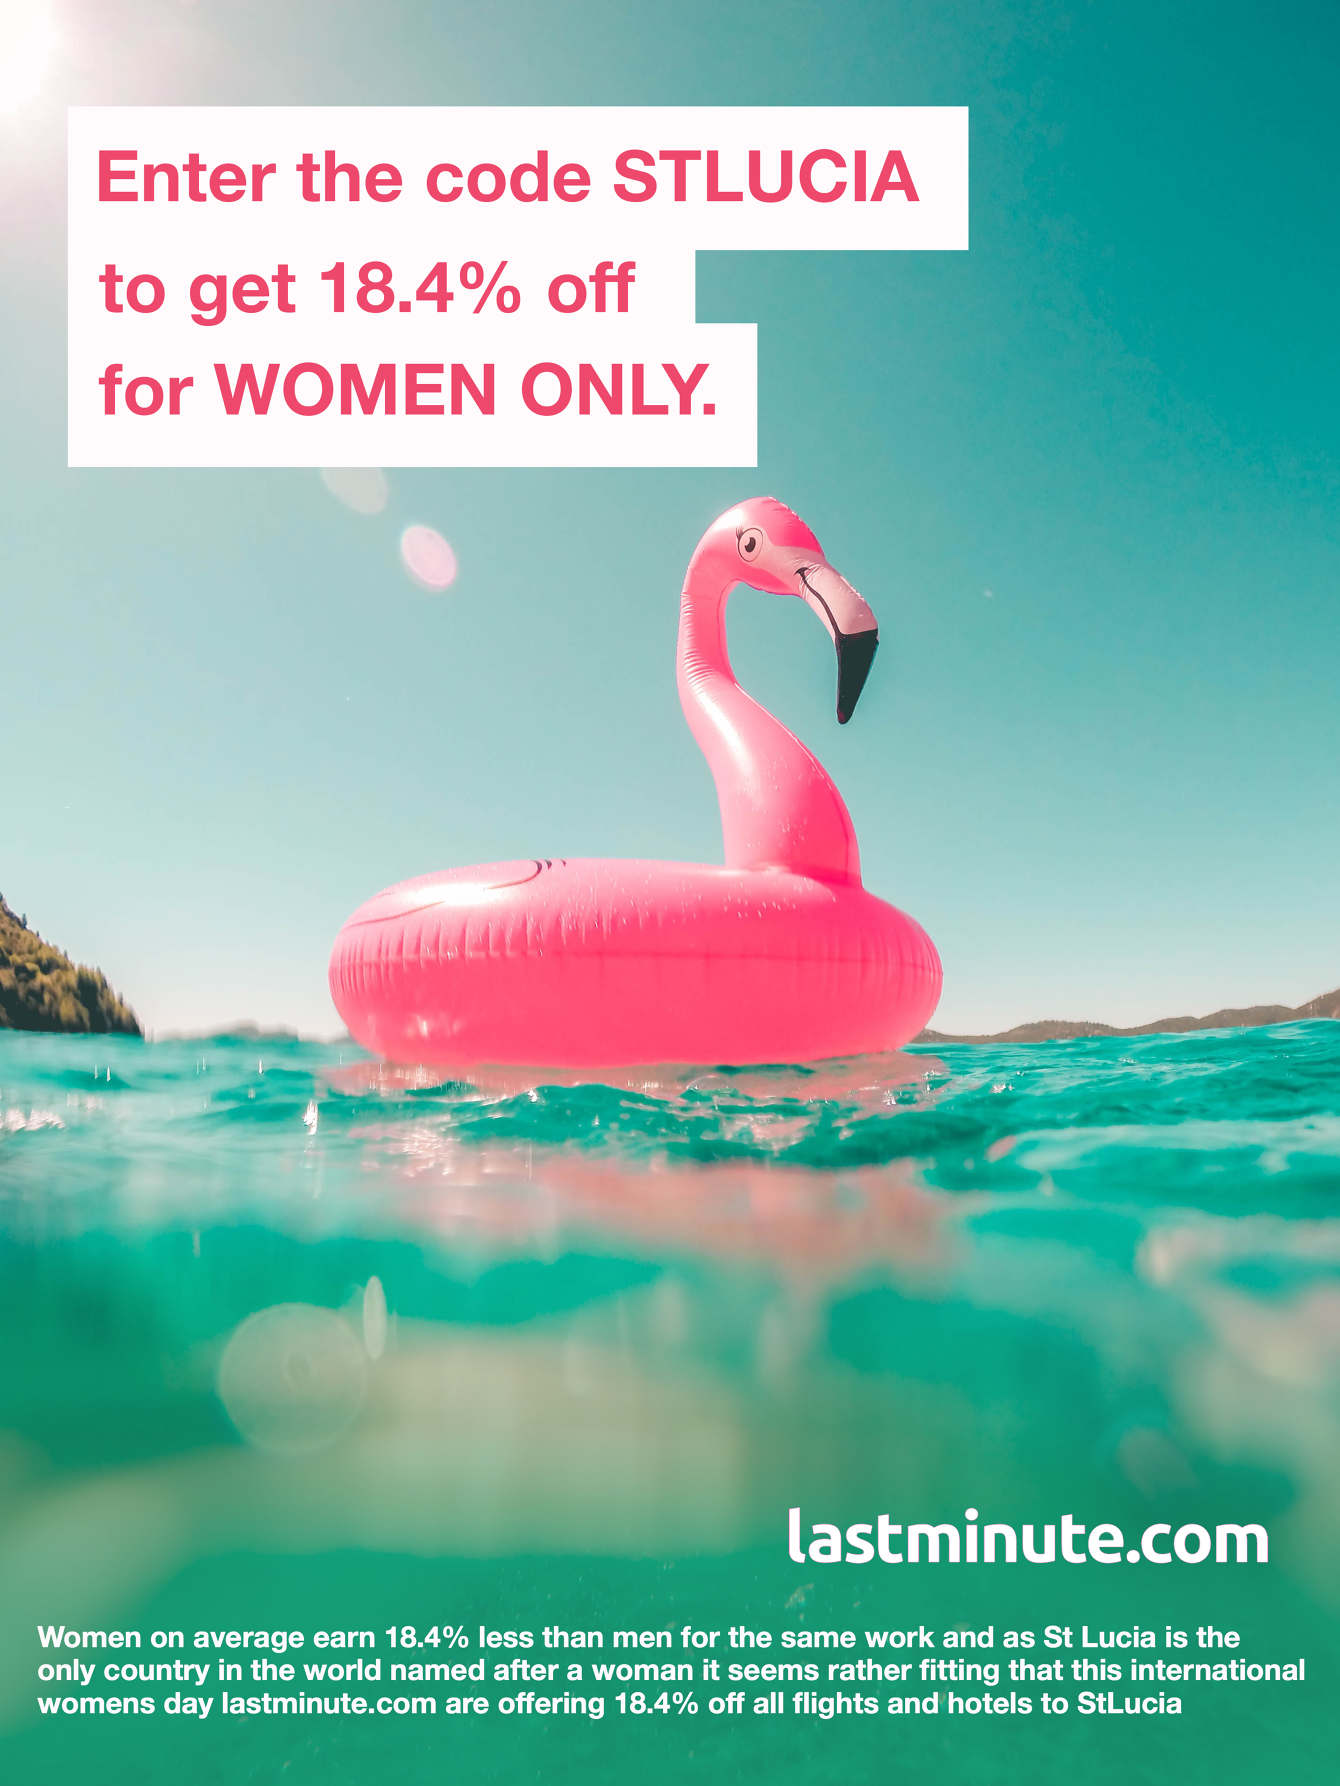 Enter the code STLUCIA
to get 18.4% off
for WOMEN ONLY.
lastminute.com
Women on average earn 18.4% less than men for the same work and as St Lucia is the
only country in the world named after a woman it seems rather fitting that this international
womens day lastminute.com are offering 18.4% off all flights and hotels to StLucia